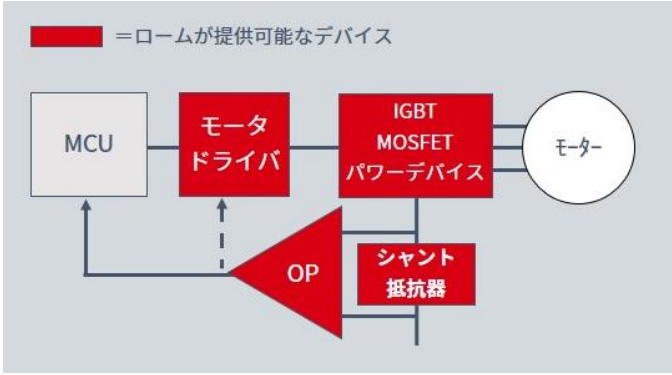 ＝ロームが提供可能なデバイス
MCU
モータ
ドライバ
IGBT
MOSFET
パワーデバイス
ﾓｰﾀｰ
OP
シャント
抵抗器